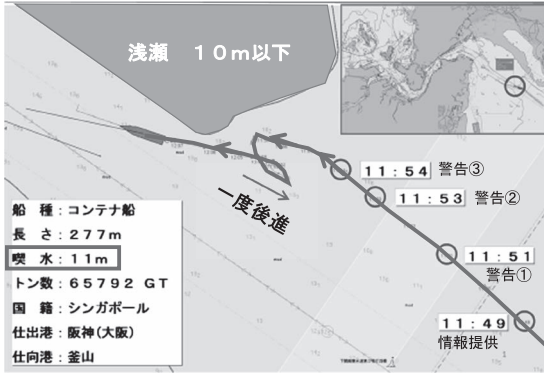 浅瀬　１０ｍ以下
一度後進
１１：５４　警告③
１１：５３　警告②
１１：５１
警告①
１１：４９
情報提供
船　種：コンテナ船
長　さ：２７７ｍ
喫　水：１１ｍ
トン数：６５７９２ ＧＴ
国　籍：シンガポール
仕出港：阪神(大阪)
仕向港：釜山